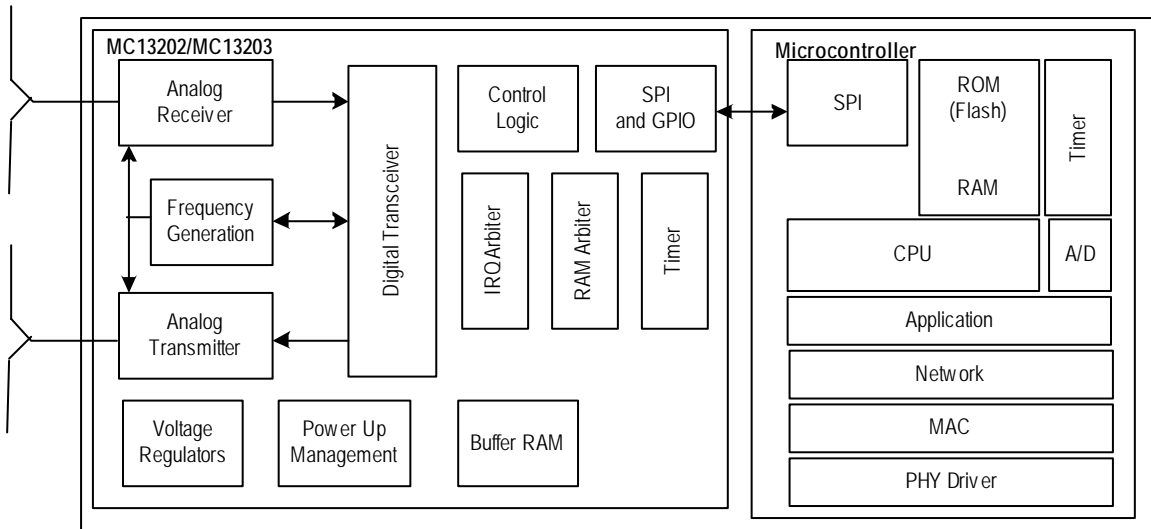 MC13202/MC13203
Analog
Receiver
Frequency
Generation
Analog
Transmitter
Voltage
Regulators
Power Up
Management
Digital Transceiver
Control
Logic
SPI
and GPIO
IRQ Arbiter
RAM Arbiter
Timer
Buffer RAM
Microcontroller
SPI
ROM
(Flash)
RAM
Timer
CPU
A/D
Application
Network
MAC
PHY Driver